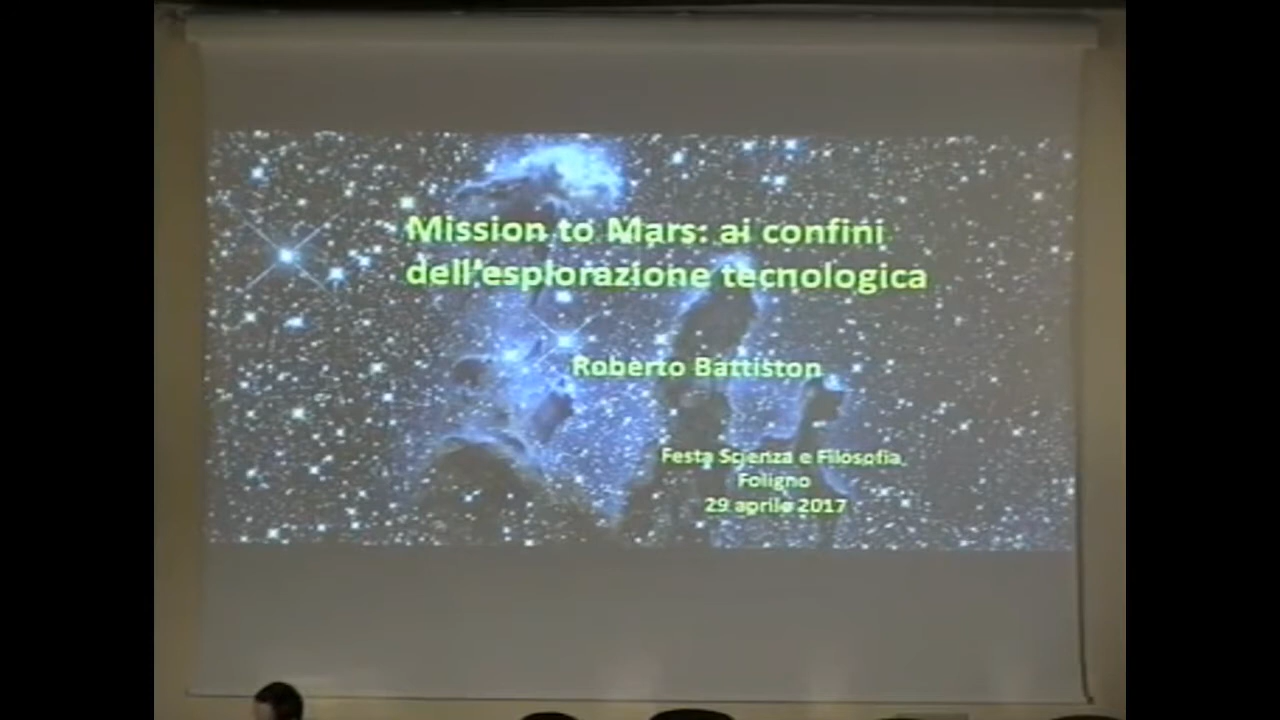 Mission to Mars: ai confini
dell'esplorazione tecnologica
Roberto Battiston
Festa Scienza e Filosofia,
Foligno
29 aprile 2017